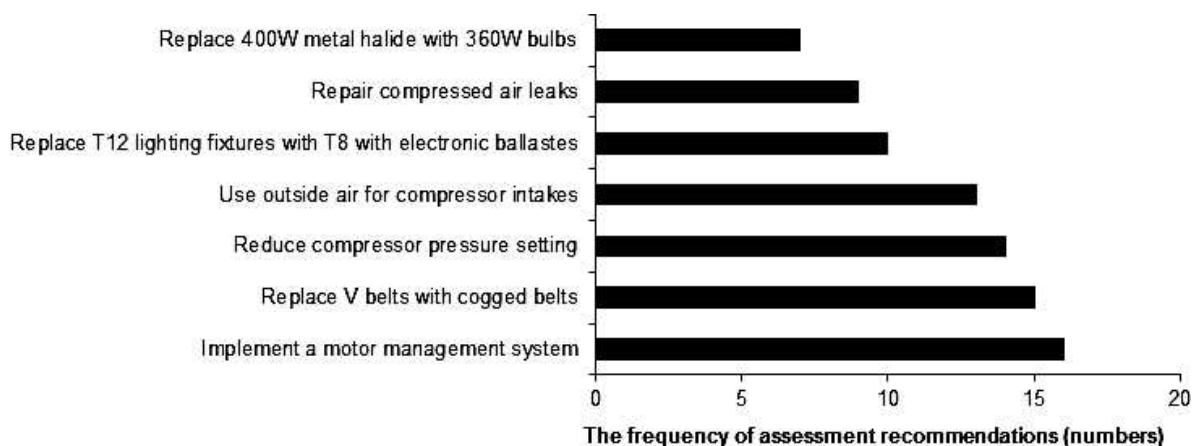 Replace 400W metal halide with 360W bulbs
Repair compressed air leaks
Replace T12 lighting fixtures with T8 with electronic ballastes
Use outside air for compressor intakes
Reduce compressor pressure setting
Replace V belts with cogged belts
Implement a motor management system
0 5 10 15 20
The frequency of assessment recommendations (numbers)